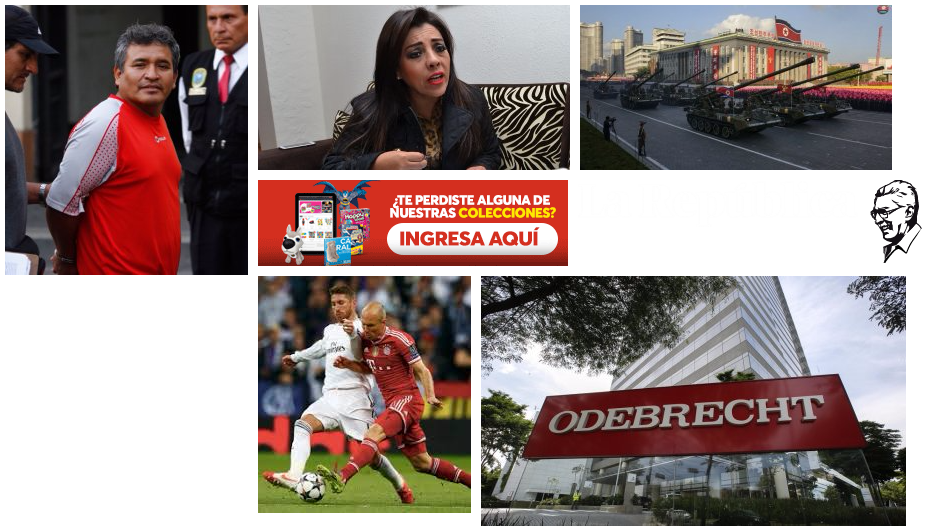 ¿TE PERDISTE ALGUNA DE
NUESTRAS COLECCIONES?
INGRESA AQUÍ
ODEBRECHT